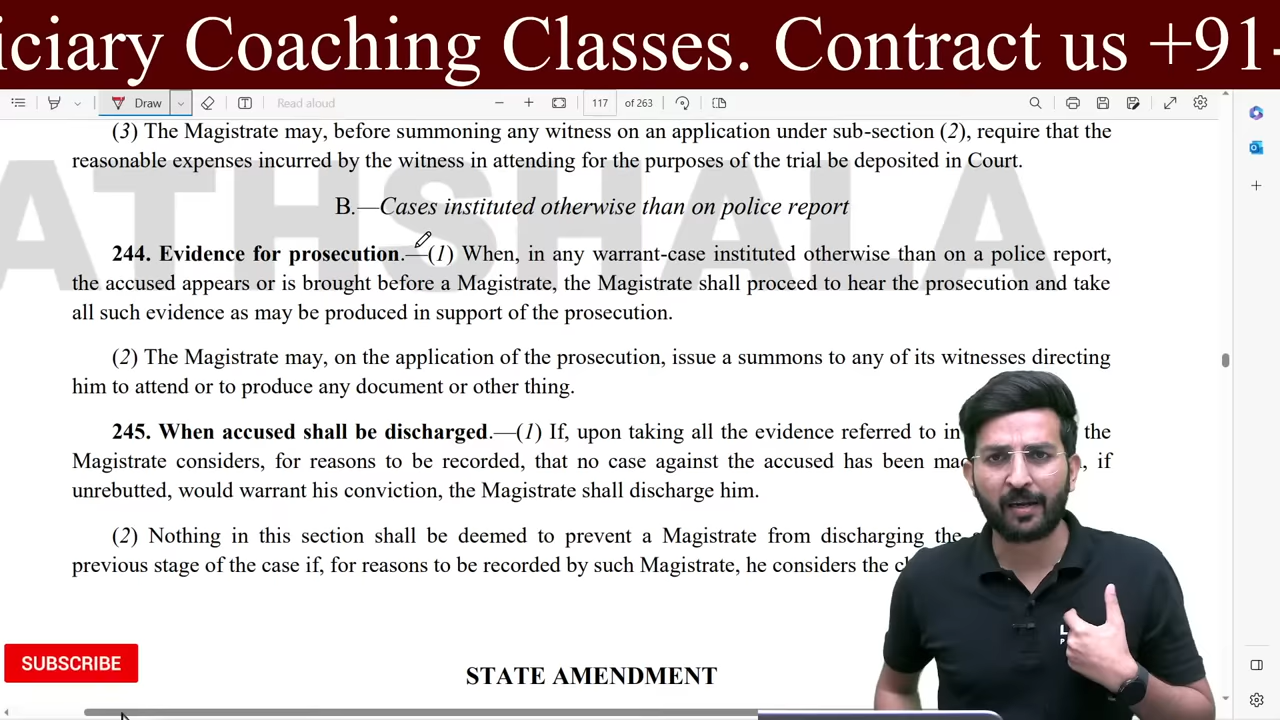 iciary Coaching Classes. Contract us +91-
Draw
Read aloud
117 of 263
(3) The Magistrate may, before summoning any witness on an application under sub-section (2), require that the
reasonable expenses incurred by the witness in attending for the purposes of the trial be deposited in Court.
ATHSHALA
B.—Cases instituted otherwise than on police report
244. Evidence for prosecution.—(1) When, in any warrant-case instituted otherwise than on a police report,
the accused appears or is brought before a Magistrate, the Magistrate shall proceed to hear the prosecution and take
all such evidence as may be produced in support of the prosecution.
(2) The Magistrate may, on the application of the prosecution, issue a summons to any of its witnesses directing
him to attend or to produce any document or other thing.
245. When accused shall be discharged.—(1) If, upon taking all the evidence referred to in the
Magistrate considers, for reasons to be recorded, that no case against the accused has been if
unrebutted, would warrant his conviction, the Magistrate shall discharge him.
(2) Nothing in this section shall be deemed to prevent a Magistrate from discharging the
previous stage of the case if, for reasons to be recorded by such Magistrate, he considers the
SUBSCRIBE
STATE AMENDMENT